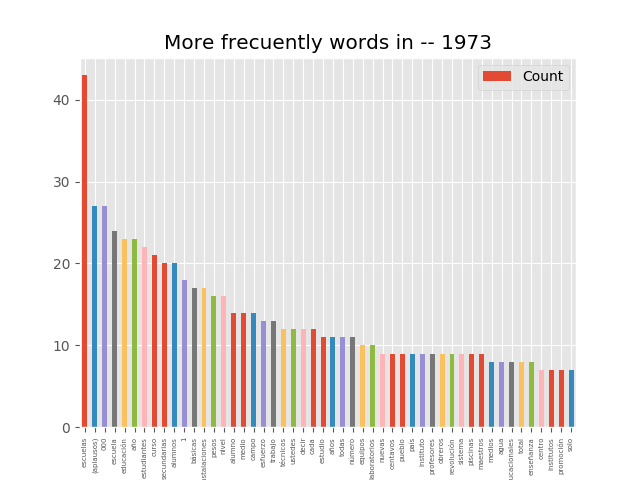 More frecuently words in -- 1973
Count
40
30
20
10
0
escuelas
(aplausos)
000
escuela
educación
año
estudiantes
curso
secundarias
alumnos
1
básicas
stalaciones
pesos
nivel
alumno
medio
campo
esfuerzo
trabajo
técnicos
ustedes
decir
cada
estudio
años
todas
número
equipos
laboratorios
nuevas
centavos
pueblo
país
instituto
profesores
obreros
revolución
sistema
piscinas
maestros
medios
agua
ucacionales
total
enseñanza
centro
institutos
promoción
solo